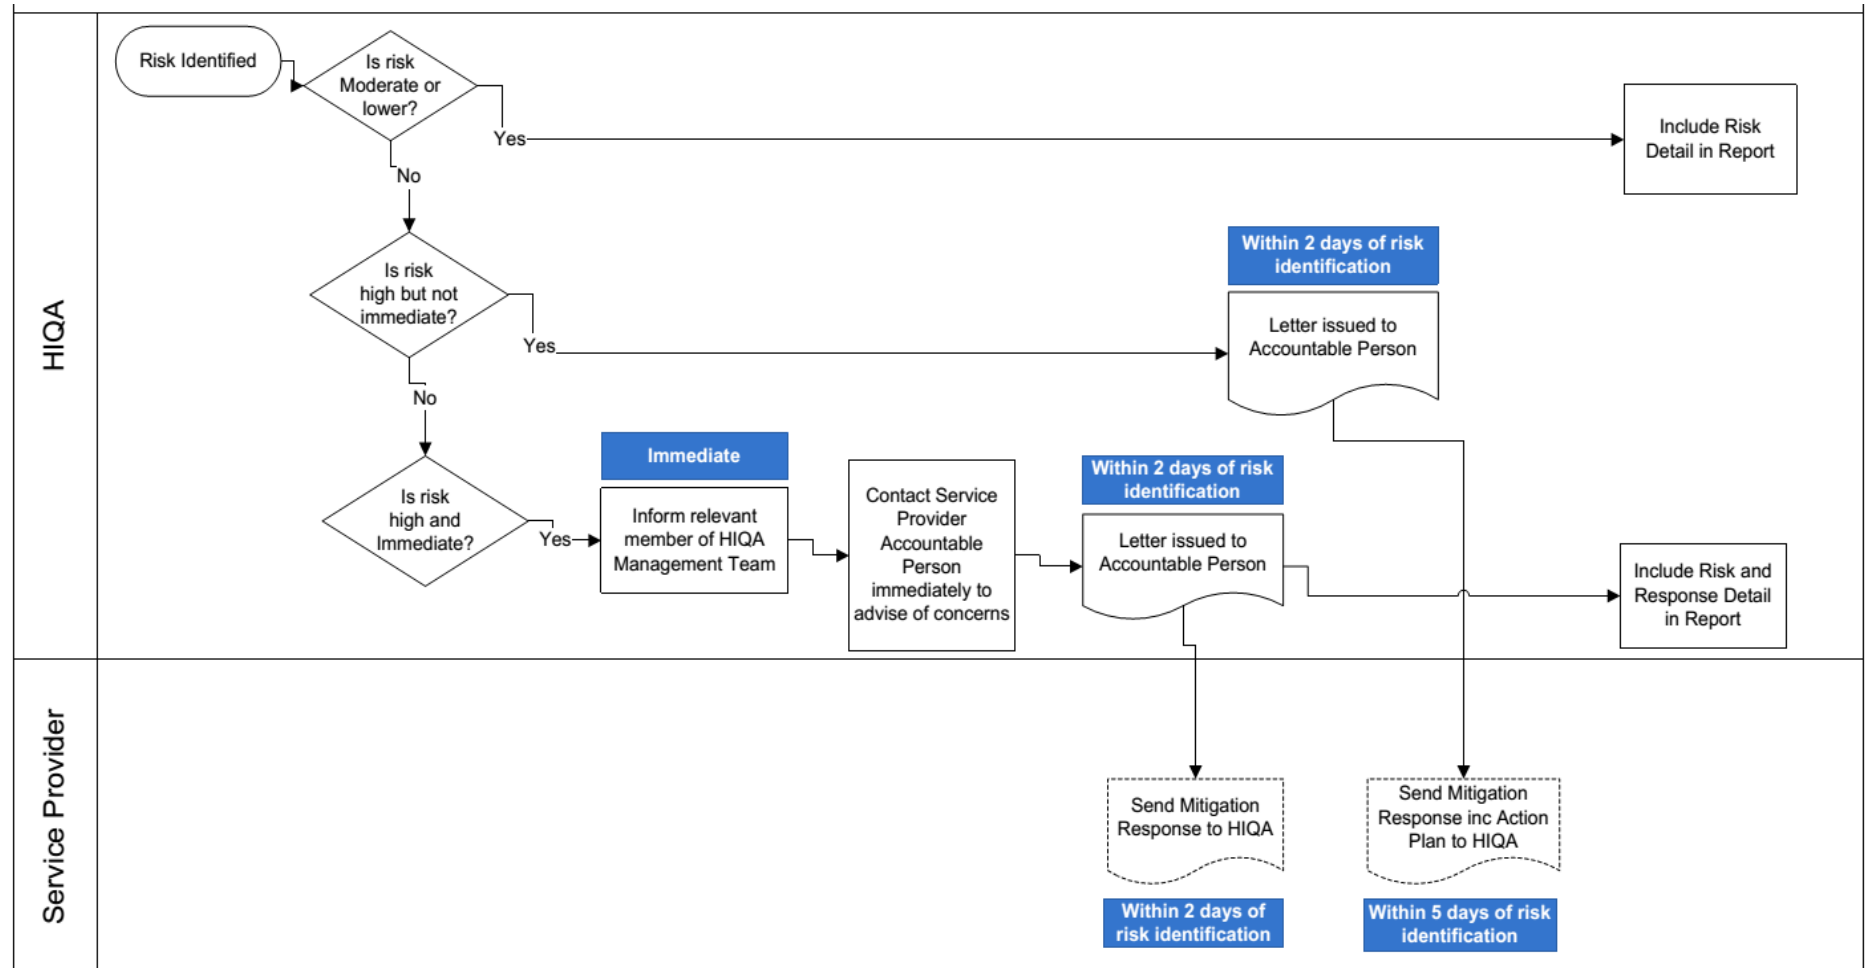 Risk Identified
Is risk
Moderate or
lower?
Yes
Include Risk
Detail in Report
No
HIQA
Is risk
high but not
immediate?
Yes
Within 2 days of risk
identification
Letter issued to
Accountable Person
No
Is risk
high and
Immediate?
Yes
Immediate
Inform relevant
member of HIQA
Management Team
Contact Service
Provider
Accountable
Person
immediately to
advise of concerns
Within 2 days of risk
identification
Letter issued to
Accountable Person
Include Risk and
Response Detail
in Report
Service Provider
Send Mitigation
Response to HIQA
Within 2 days of
risk identification
Send Mitigation
Response inc Action
Plan to HIQA
Within 5 days of risk
identification